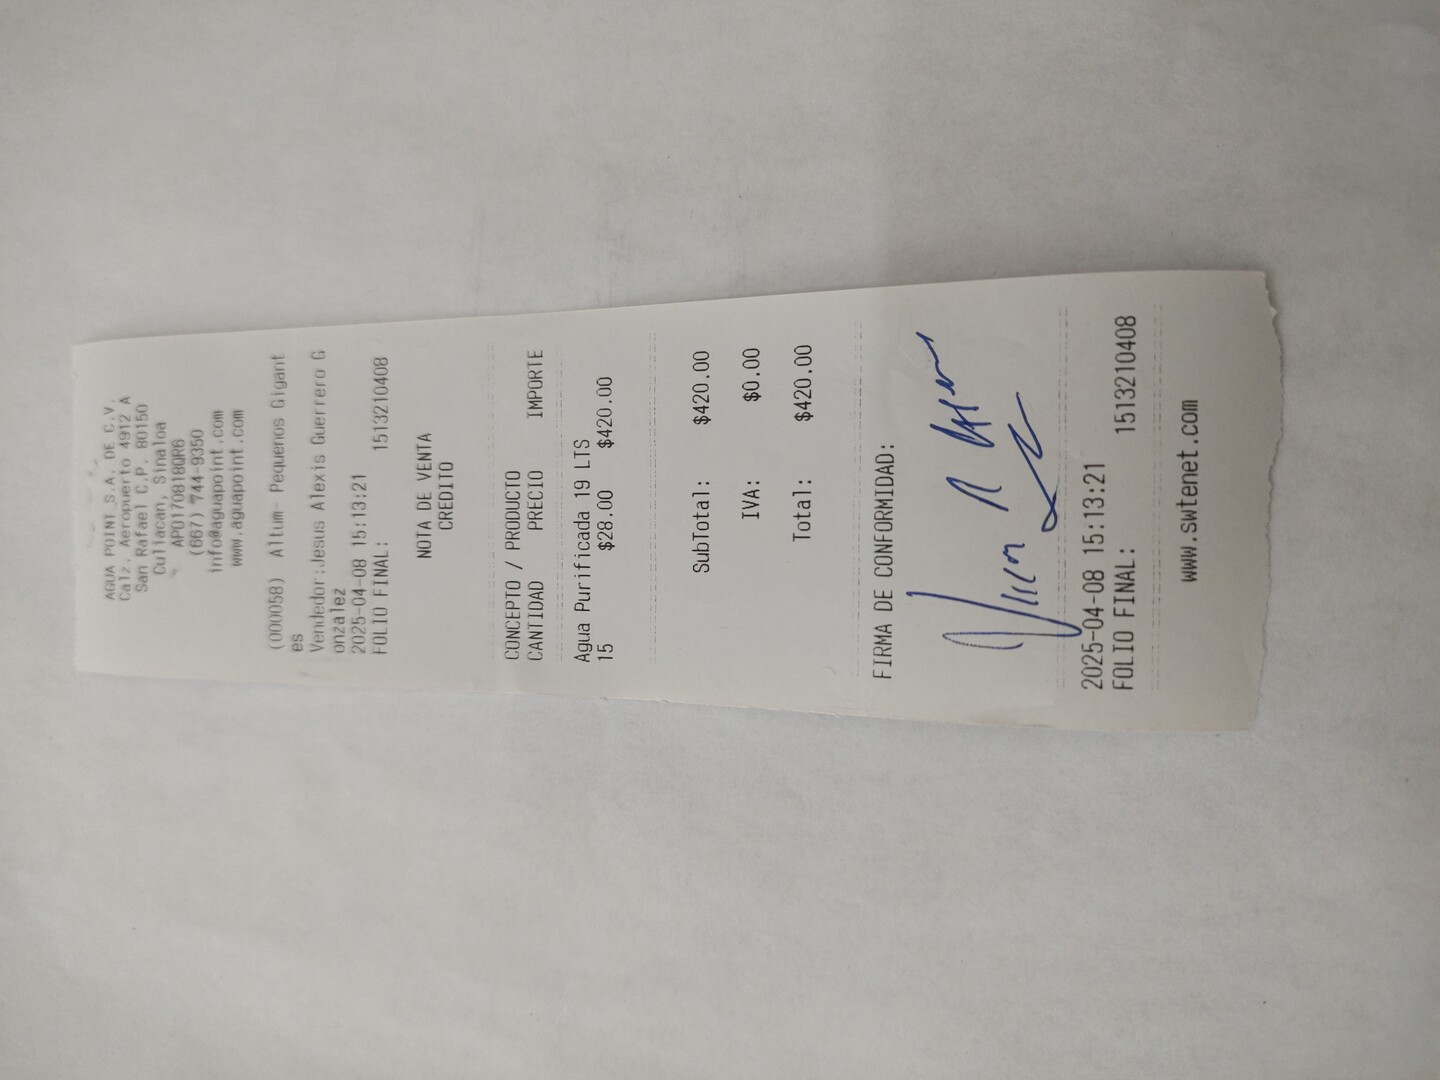 AGUA POINT S.A. DE C.V.
Calz. Aeropuerto 4912 A
San Rafael C.P. 80150
Culiacan, Sinaloa
APO170818QR6
(667) 744-9350
info@aguapoint.com
www.aguapoint.com
(000058) Altum- Pequenos Gigant
es
Vendedor:Jesus Alexis Guerrero G
onzalez
2025-04-08 15:13:21
FOLIO FINAL: 1513210408
NOTA DE VENTA
CREDITO
CONCEPTO / PRODUCTO
CANTIDAD PRECIO IMPORTE
Agua Purificada 19 LTS
15 $28.00 $420.00
SubTotal: $420.00
IVA: $0.00
Total: $420.00
FIRMA DE CONFORMIDAD:
2025-04-08 15:13:21
FOLIO FINAL: 1513210408
www.swtenet.com